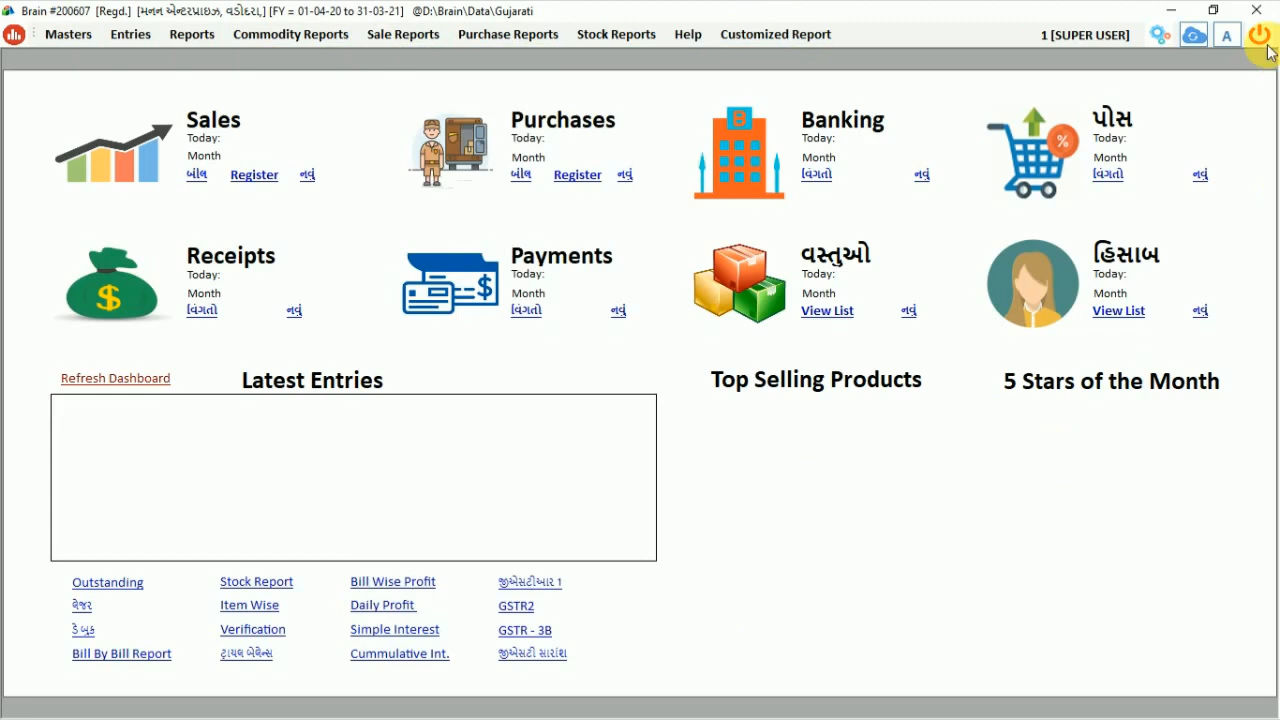 Brain #200607 [Regd.] [મનન એન્ટરપ્રાઇઝ, વડોદરા,] [FY = 01-04-20 to 31-03-21] @D:\Brain\Data\Gujarati
Masters Entries Reports Commodity Reports Sale Reports Purchase Reports Stock Reports Help Customized Report 1 [SUPER USER] A
Sales Purchases Banking પોસ
Today: Today: Today: Today:
Month Month Month Month
બીલ Register નવું બીલ Register નવું વિગતો નવું વિગતો નવું
Receipts Payments વસ્તુઓ હિસાબ
Today: Today: Today: Today:
Month Month Month Month
વિગતો નવું વિગતો નવું View List નવું View List નવું
Refresh Dashboard Latest Entries Top Selling Products 5 Stars of the Month
Outstanding Stock Report Bill Wise Profit જીએસટીઆર 1
લેજર Item Wise Daily Profit GSTR2
ડે બુક Verification Simple Interest GSTR - 3B
Bill By Bill Report ટ્રાયલ બેલેન્સ Cummulative Int. જીએસટી સારાંશ